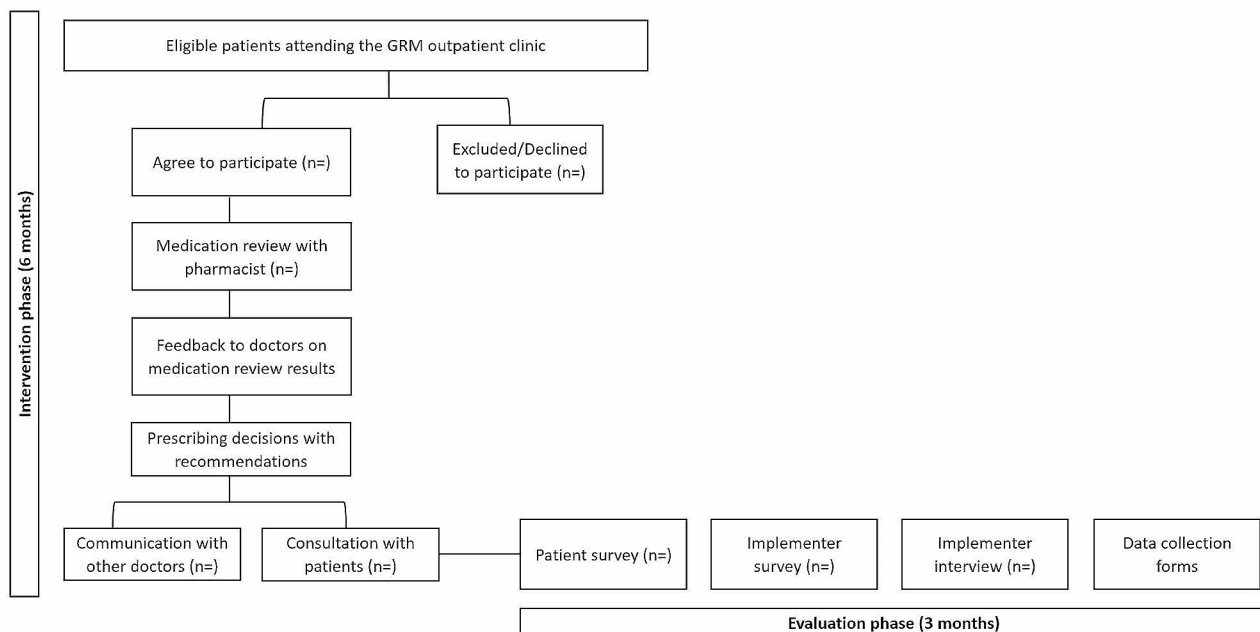 Intervention phase (6 months)
Eligible patients attending the GRM outpatient clinic
Agree to participate (n=)
Excluded/Declined
to participate (n=)
Medication review with
pharmacist (n=)
Feedback to doctors on
medication review results
Prescribing decisions with
recommendations
Communication with
other doctors (n=)
Consultation with
patients (n=)
Patient survey (n=)
Implementer
survey (n=)
Implementer
interview (n=)
Data collection
forms
Evaluation phase (3 months)